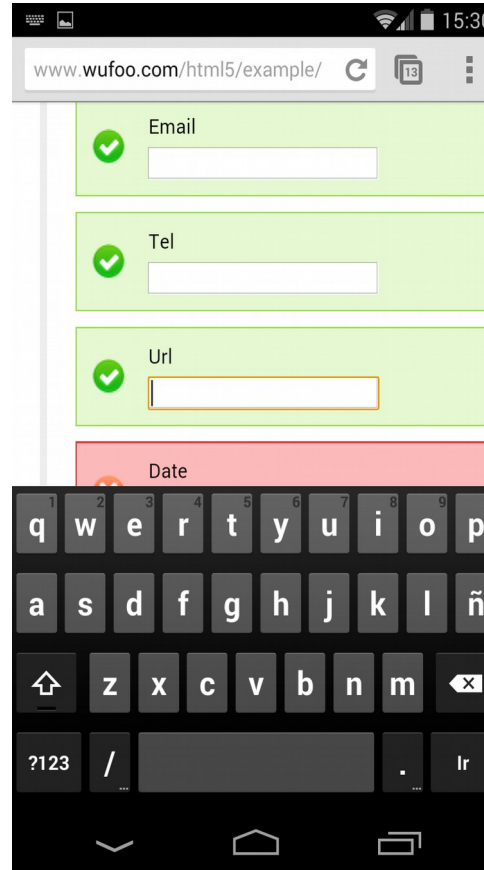 15:30
www.wufoo.com/html5/example/ 13
Email
Tel
Url
Date
1 2 3 4 5 6 7 8 9
q w e r t y u i o p
a s d f g h j k l ñ
z x c v b n m
?123 / ... . ... Ir